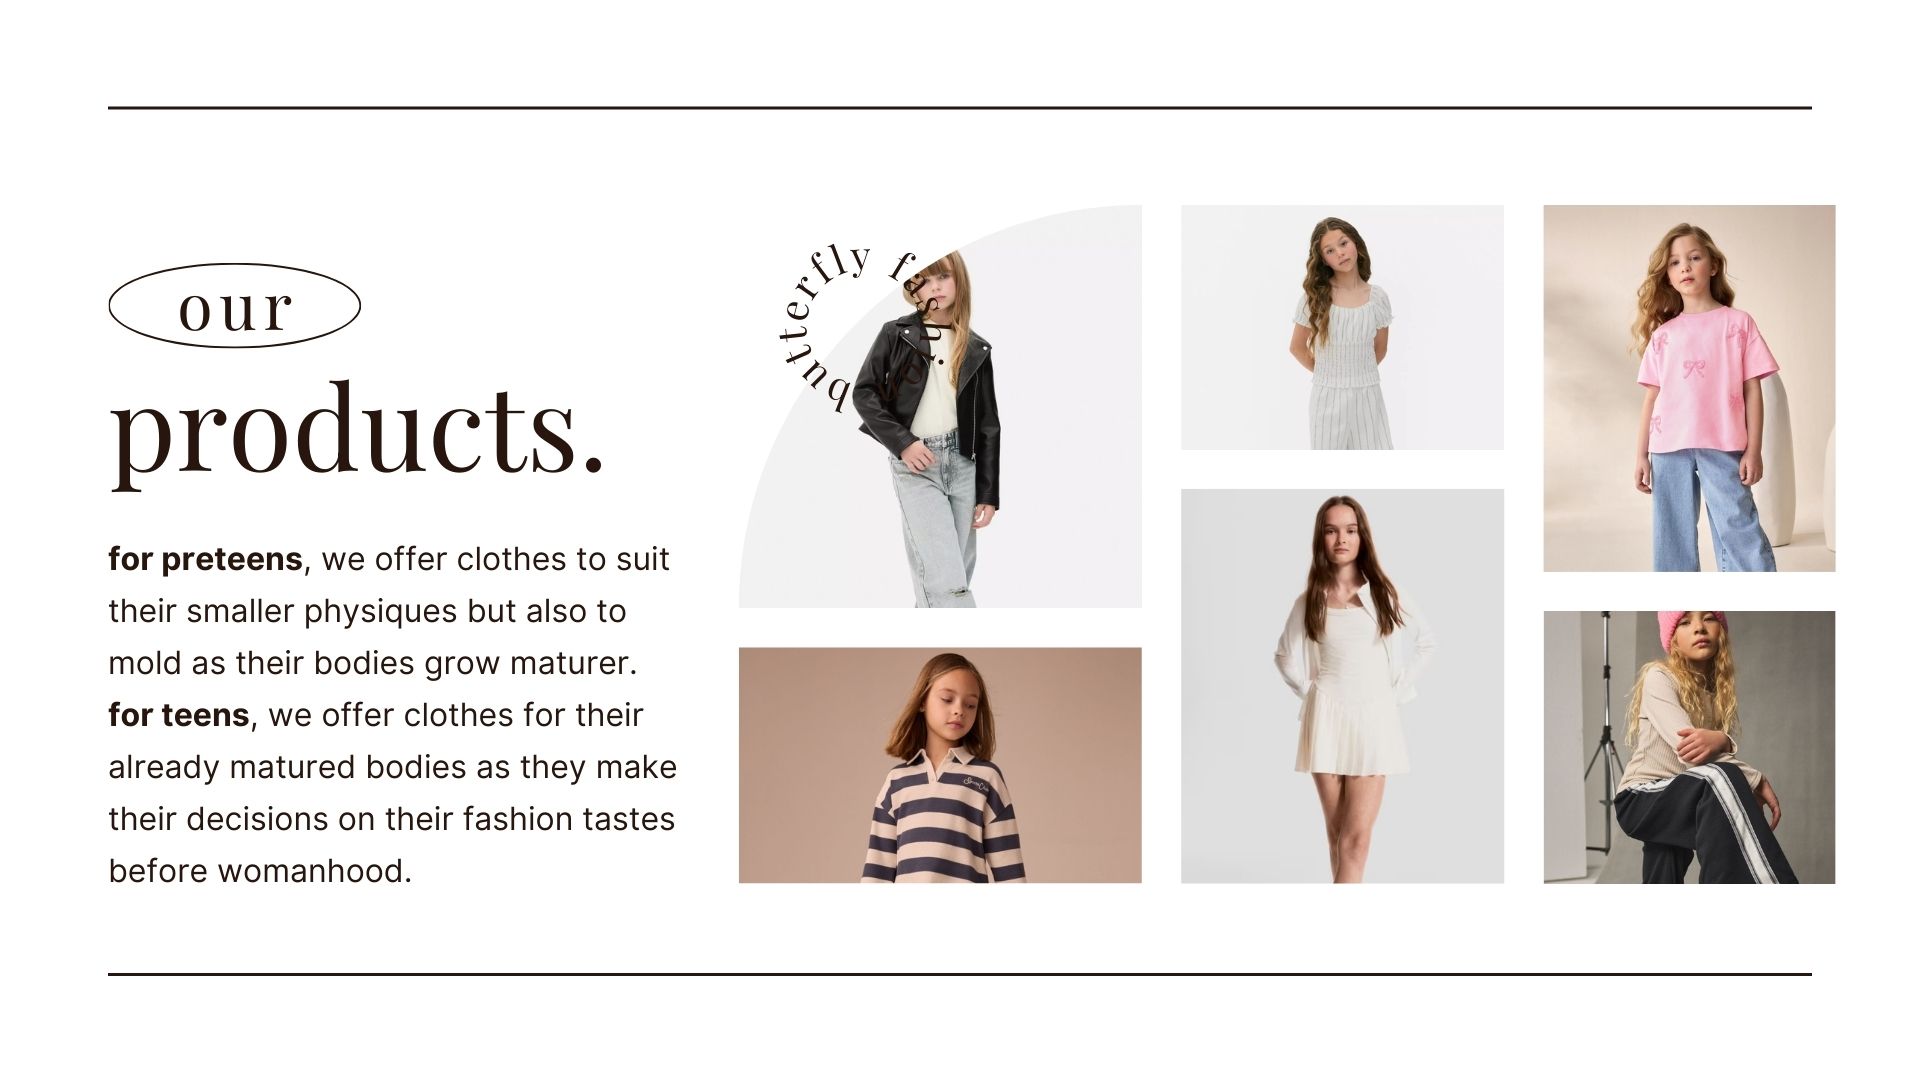 our
products.
for preteens, we offer clothes to suit
their smaller physiques but also to
mold as their bodies grow maturer.
for teens, we offer clothes for their
already matured bodies as they make
their decisions on their fashion tastes
before womanhood.
butterfly fashion.